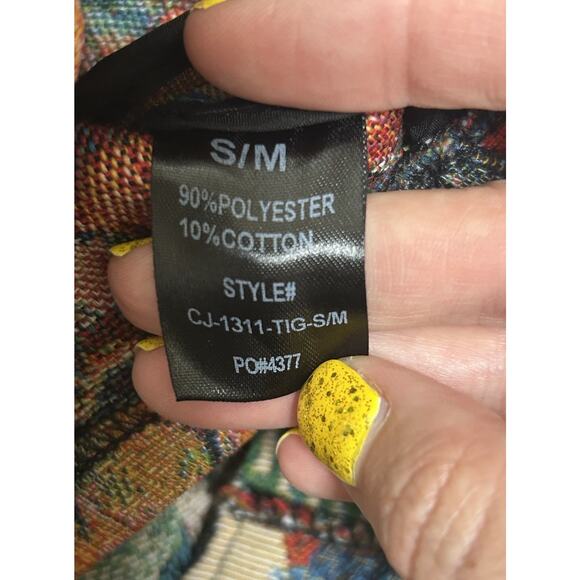 S/M
90%POLYESTER
10%COTTON
STYLE#
CJ-1311-TIG-S/M
PO#4377